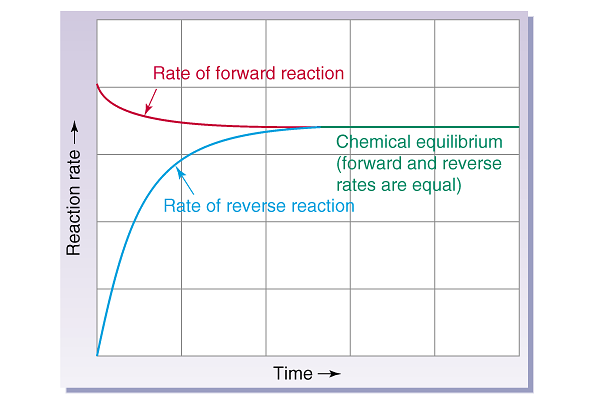 Rate of forward reaction
Chemical equilibrium
(forward and reverse
rates are equal)
Rate of reverse reaction
Reaction rate →
Time →